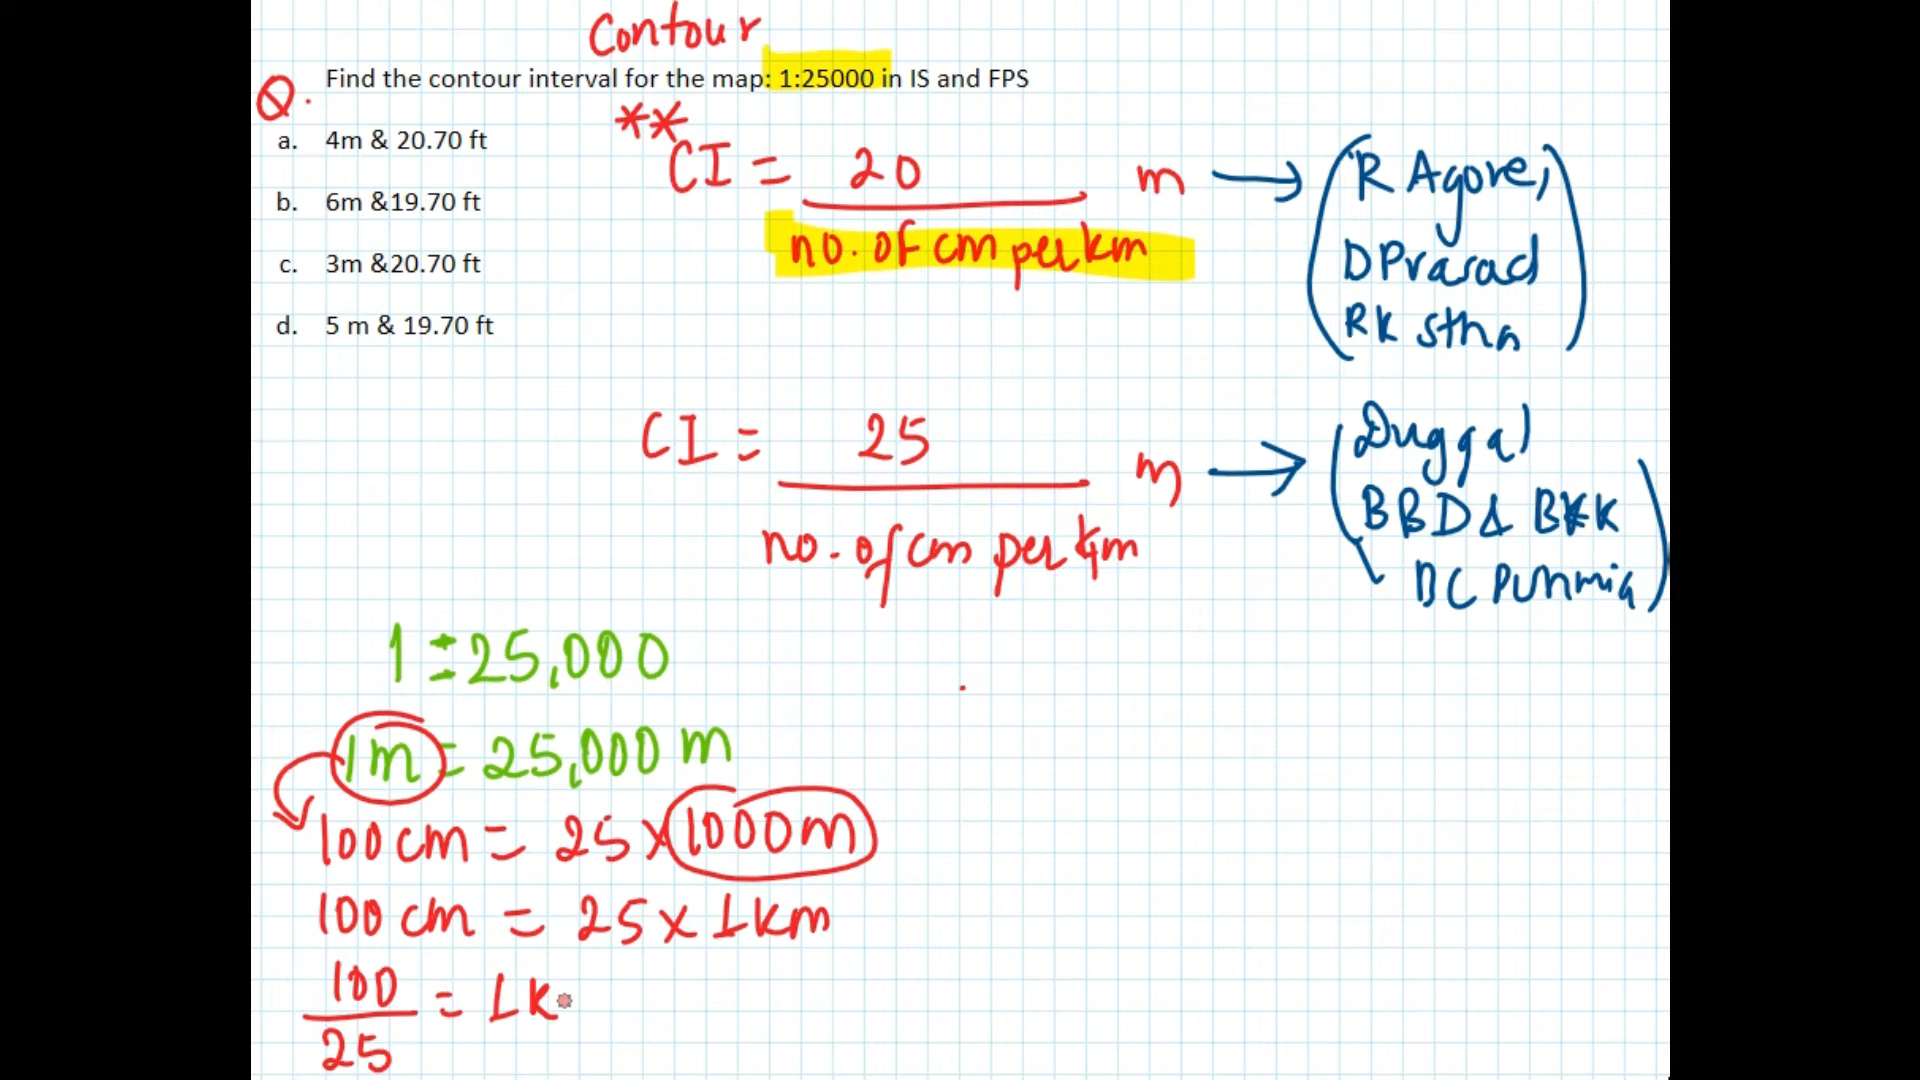 Contour
Q. Find the contour interval for the map: 1:25000 in IS and FPS
a. 4m & 20.70 ft
b. 6m &19.70 ft
c. 3m &20.70 ft
d. 5 m & 19.70 ft
**
CI = 20 / no. of cm per km m → (R Agore,
D Prasad
RK Stha)
CI = 25 / no. of cm per km m → (Duggal
BBD & BKK
BC Punmia)
1 = 25,000
1m = 25,000 m
100 cm = 25 x 1000m
100 cm = 25 x 1km
100 / 25 = 1k